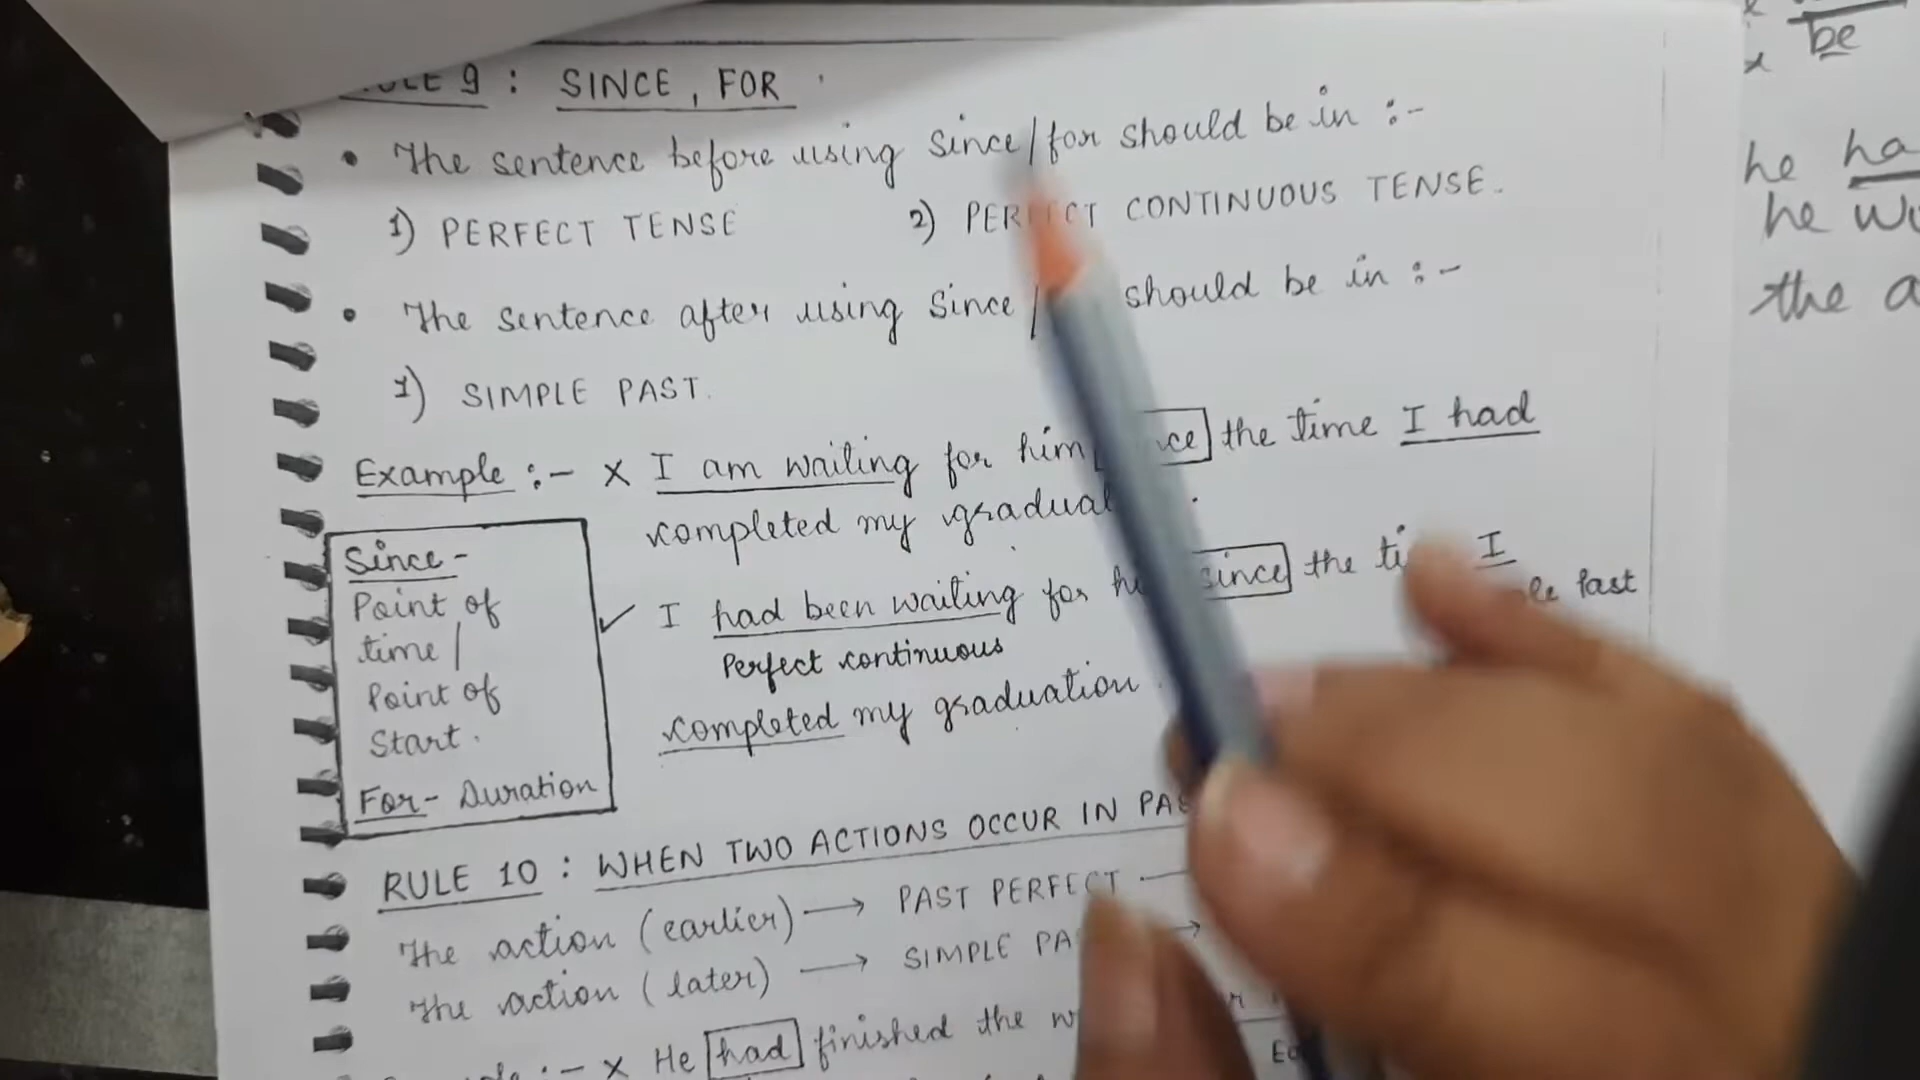 9 : SINCE, FOR
• The sentence before using since/for should be in :-
1) PERFECT TENSE 2) PERFECT CONTINUOUS TENSE.
• The sentence after using since/ should be in :-
1) SIMPLE PAST.
Example :- x I am waiting for him the time I had
completed my
✓ I had been waiting for since the I
Past
Perfect continuous
completed my graduation
Since -
Point of
time/
Point of
Start.
For - Duration
RULE 10 : WHEN TWO ACTIONS OCCUR IN
The action (earlier) → PAST PERFECT
The action (later) → SIMPLE
:- x He had finished the
be
x
he
he
the